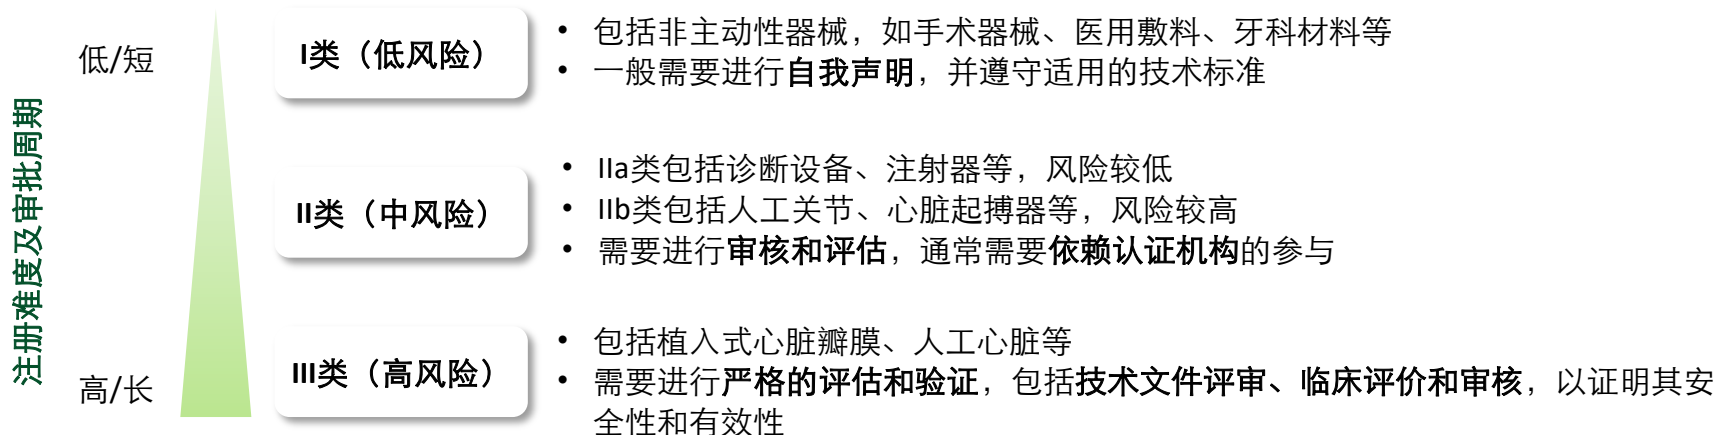 注册难度及审批周期
低/短
高/长
I类（低风险）
• 包括非主动性器械，如手术器械、医用敷料、牙科材料等
• 一般需要进行自我声明，并遵守适用的技术标准
II类（中风险）
• IIa类包括诊断设备、注射器等，风险较低
• IIb类包括人工关节、心脏起搏器等，风险较高
• 需要进行审核和评估，通常需要依赖认证机构的参与
III类（高风险）
• 包括植入式心脏瓣膜、人工心脏等
• 需要进行严格的评估和验证，包括技术文件评审、临床评价和审核，以证明其安
全性和有效性